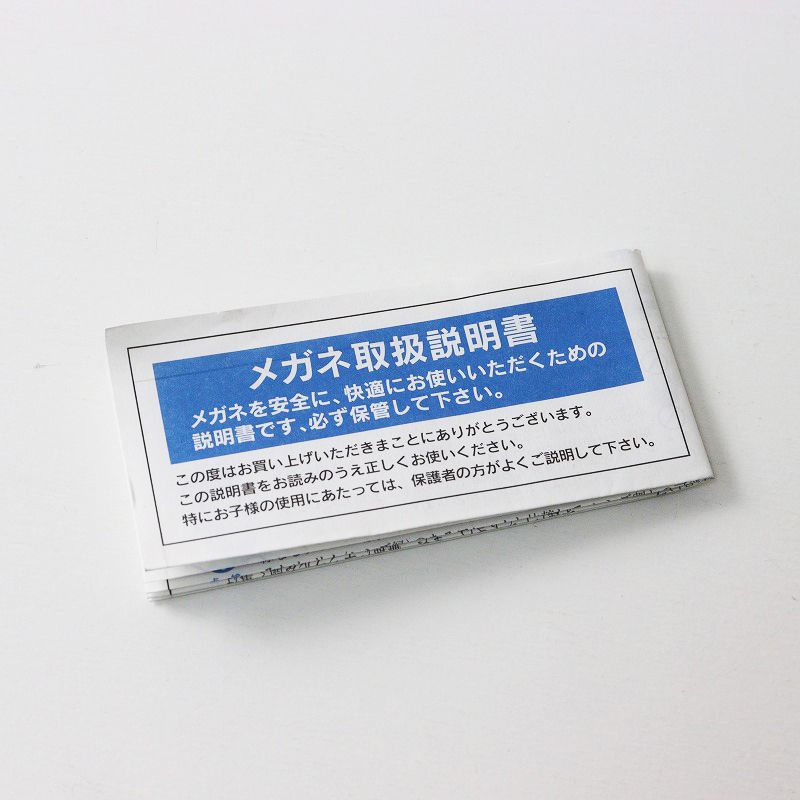 メガネ取扱説明書
メガネを安全に、快適にお使いいただくための
説明書です、必ず保管して下さい。
この度はお買い上げいただきまことにありがとうございます。
この説明書をお読みのうえ正しくお使いください。
特にお子様の使用にあたっては、保護者の方がよくご説明して下さい。